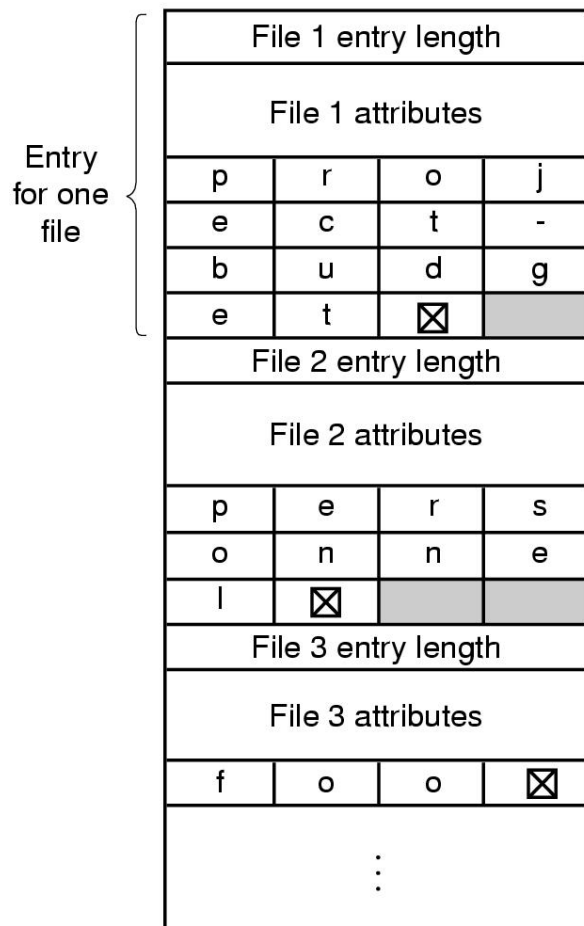 File 1 entry length
File 1 attributes
Entry
for one
file
p r o j
e c t -
b u d g
e t ☒
File 2 entry length
File 2 attributes
p e r s
o n n e
l ☒
File 3 entry length
File 3 attributes
f o o ☒
⋮